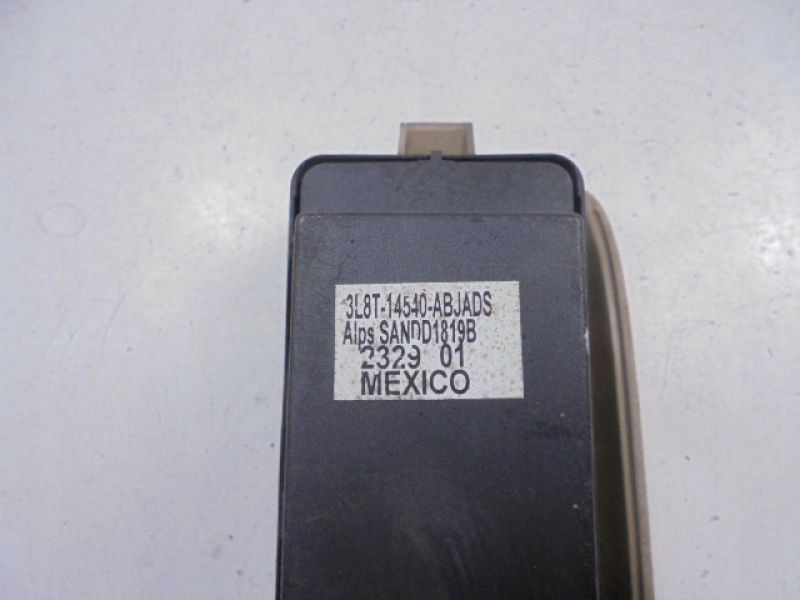 3L8T-14540-ABJADS
Alps SANDD1819B
2329 01
MEXICO